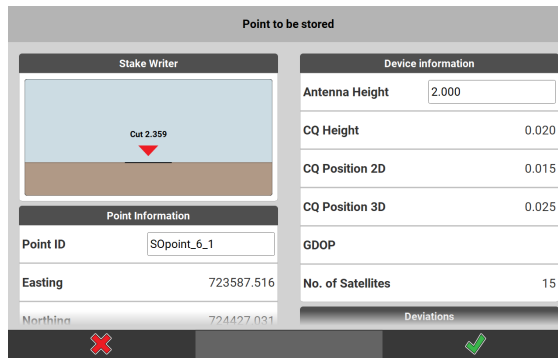 Point to be stored
Stake Writer
Cut 2.359
Point Information
Point ID SOpoint_6_1
Easting 723587.516
Northing 724427.031
Device information
Antenna Height 2.000
CQ Height 0.020
CQ Position 2D 0.015
CQ Position 3D 0.025
GDOP
No. of Satellites 15
Deviations